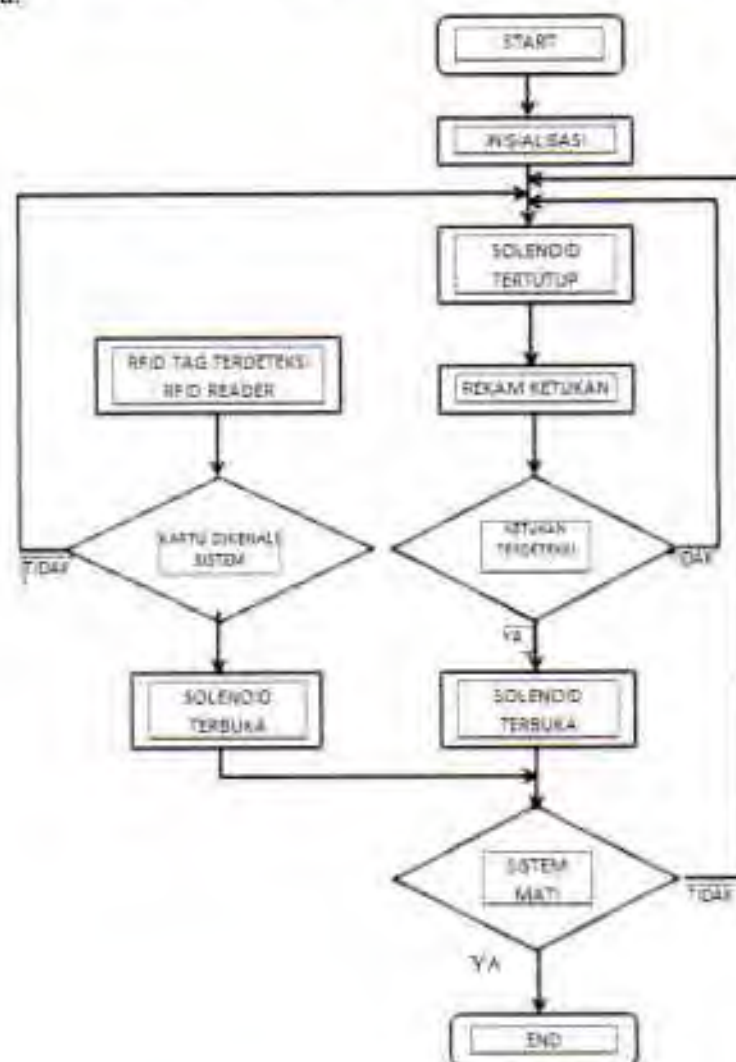 START
INISIALISASI
SOLENOID
TERTUTUP
RFID TAG TERDETEKSI
RFID READER
REKAM KETUKAN
KARTU DIKENALI
SISTEM
KETUKAN
TERDETEKSI
TIDAK
IDAK
YA
SOLENOID
TERBUKA
SOLENOID
TERBUKA
SISTEM
MATI
TIDAK
YA
END